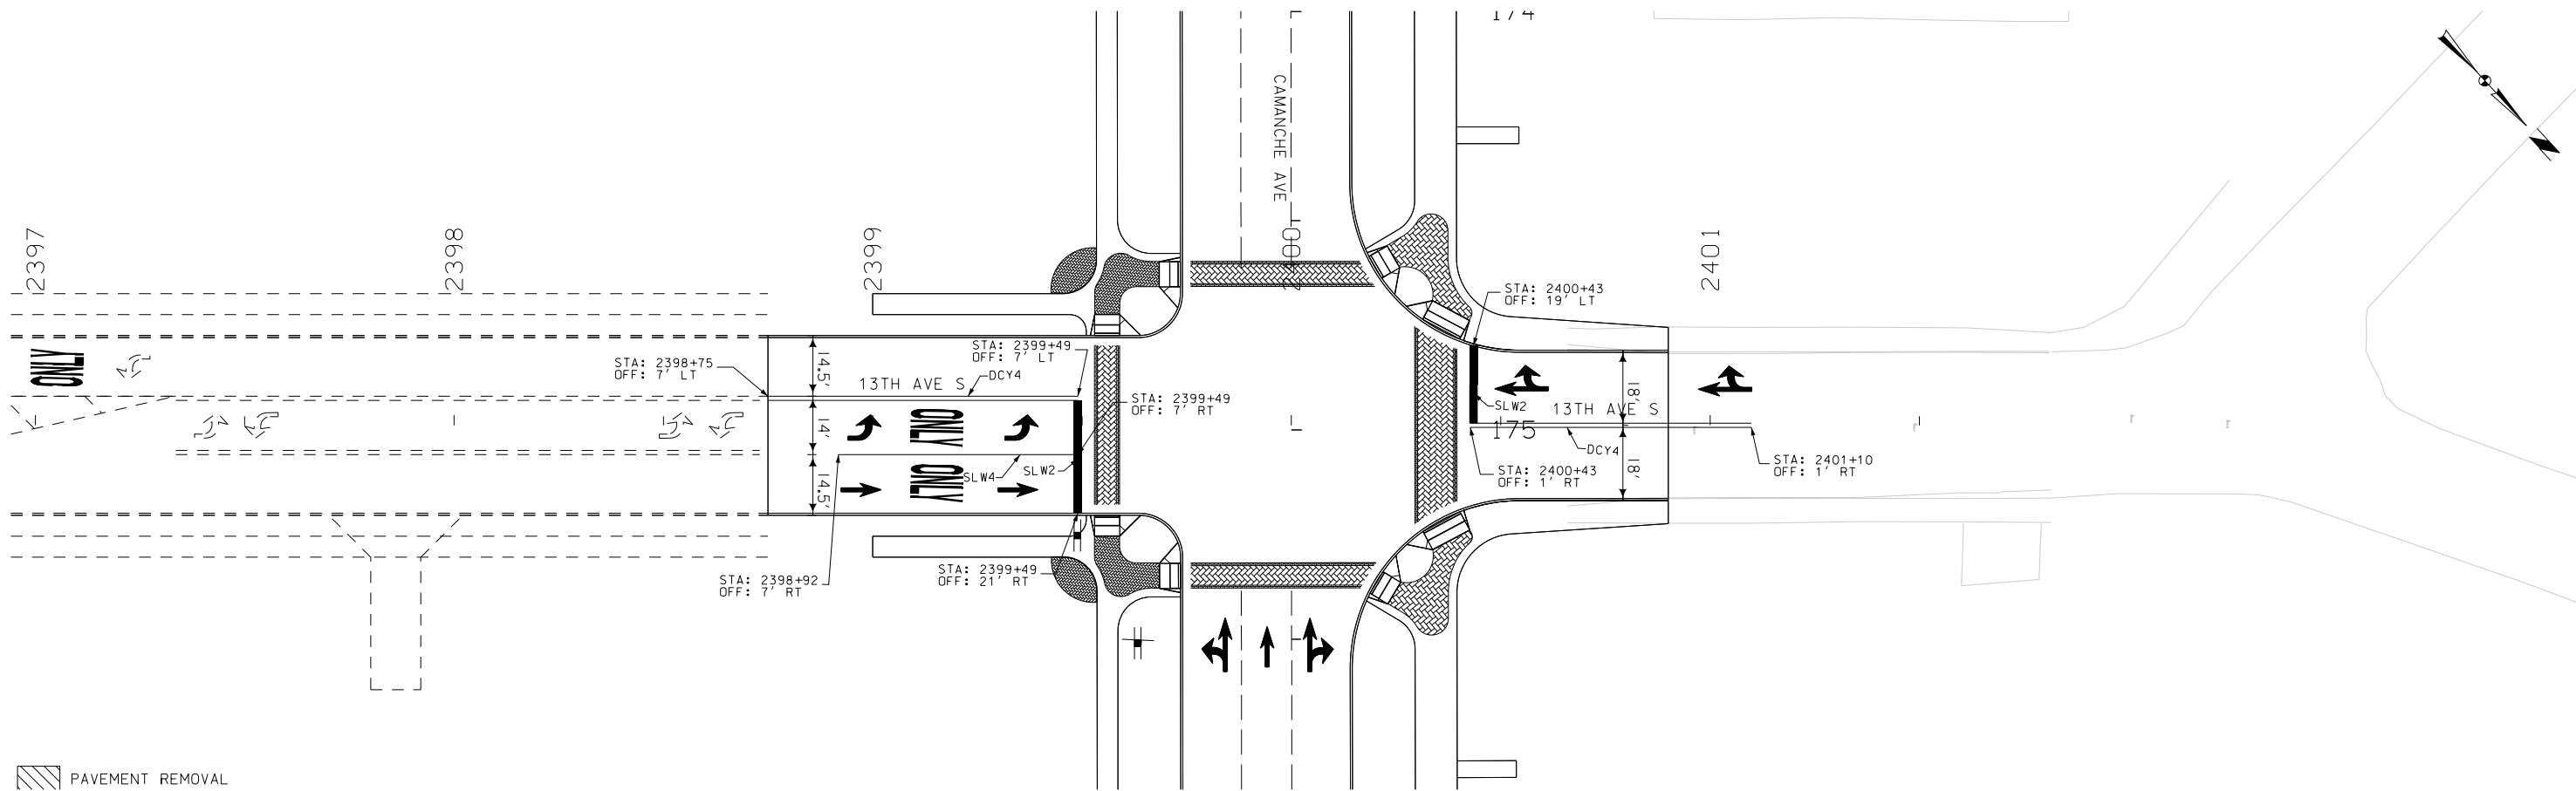 174
CAMANCHE AVE
2397
2398
2399
2400
2401
STA: 2400+43
OFF: 19' LT
STA: 2399+49
OFF: 7' LT
STA: 2398+75
OFF: 7' LT
14.5'
14'
14.5'
13TH AVE S
DCY4
ONLY
ONLY
ONLY
STA: 2399+49
OFF: 7' RT
SLW2
SLW4
18'
18'
SLW2
13TH AVE S
175
DCY4
STA: 2400+43
OFF: 1' RT
STA: 2401+10
OFF: 1' RT
STA: 2398+92
OFF: 7' RT
STA: 2399+49
OFF: 21' RT
N
PAVEMENT REMOVAL